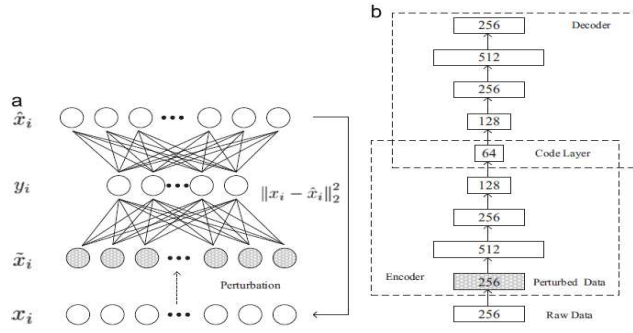 a
x̂ᵢ
yᵢ
‖xᵢ − x̂ᵢ‖₂²
x̃ᵢ
Perturbation
xᵢ
b
256
Decoder
512
256
128
64
Code Layer
128
256
512
Encoder
256
Perturbed Data
256
Raw Data